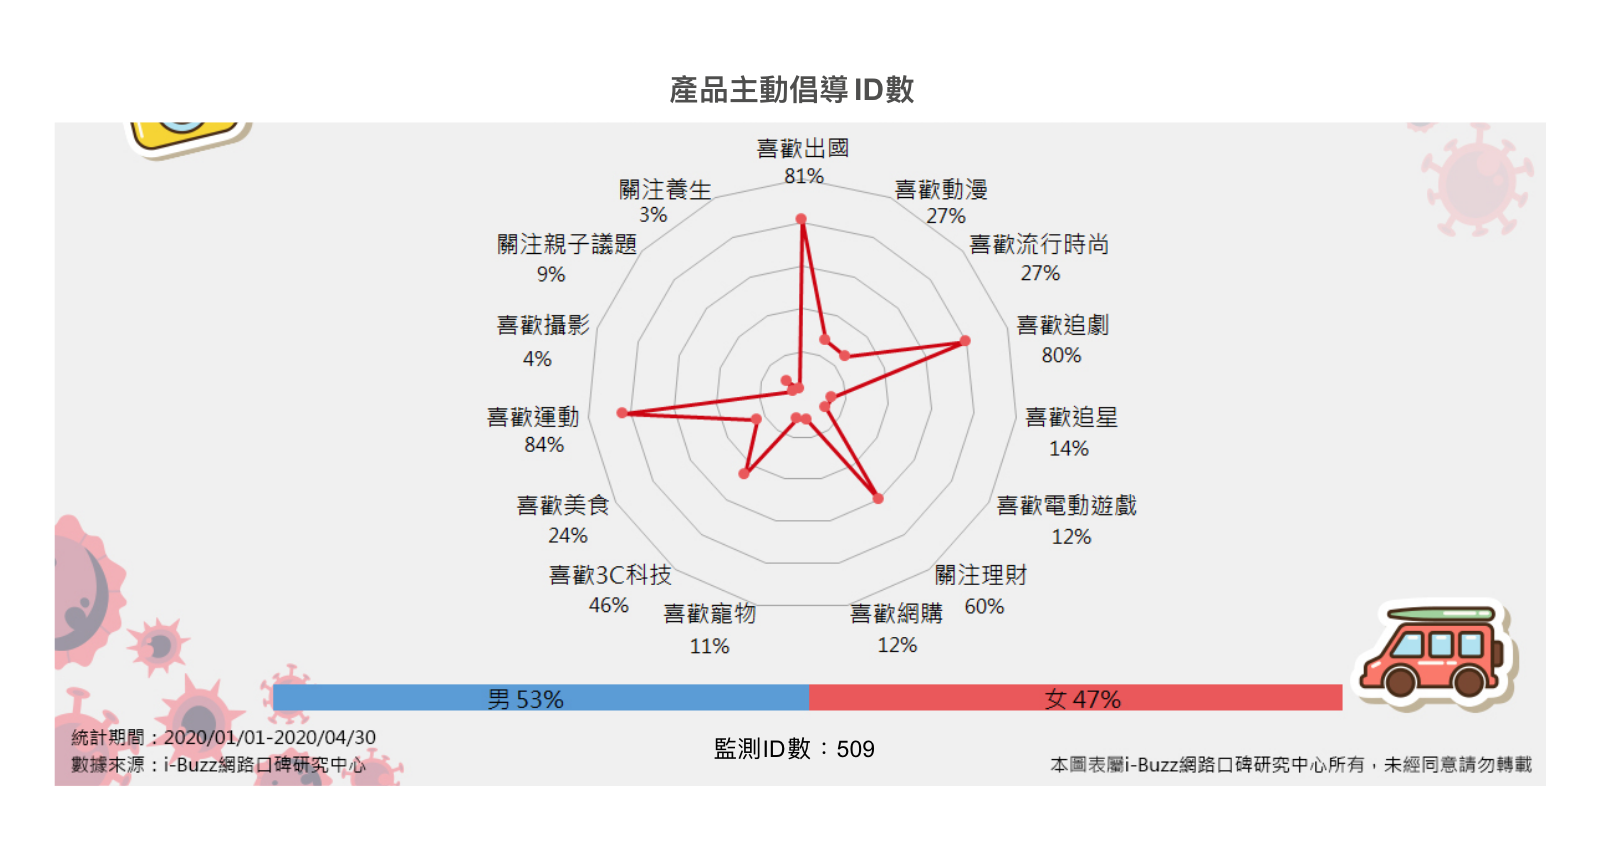 產品主動倡導ID數
喜歡出國
81%
喜歡動漫
27%
喜歡流行時尚
27%
喜歡追劇
80%
喜歡追星
14%
喜歡電動遊戲
12%
關注理財
60%
喜歡網購
12%
喜歡寵物
11%
喜歡3C科技
46%
喜歡美食
24%
喜歡運動
84%
喜歡攝影
4%
關注親子議題
9%
關注養生
3%
男 53%
女 47%
統計期間：2020/01/01-2020/04/30
數據來源：i-Buzz網路口碑研究中心
監測ID數：509
本圖表屬i-Buzz網路口碑研究中心所有，未經同意請勿轉載